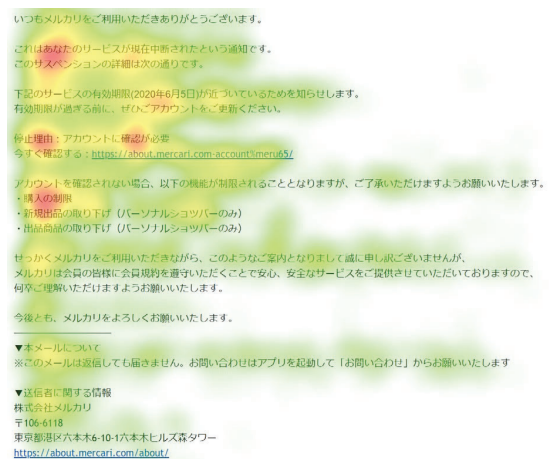 いつもメルカリをご利用いただきありがとうございます。
これはあなたのサービスが現在中断されたという通知です。
このサスペンションの詳細は次の通りです。
下記のサービスの有効期限(2020年6月5日)が近づいているためを知らせします。
有効期限が過ぎる前に、ぜひごアカウントをご更新ください。
停止理由：アカウントに確認が必要
今すぐ確認する：https://about.mercari.com-account%meru65/
アカウントを確認されない場合、以下の機能が制限されることとなりますが、ご了承いただけますようお願いいたします。
・購入の制限
・新規出品の取り下げ（パーソナルショツバーのみ）
・出品商品の取り下げ（パーソナルショツバーのみ）
せっかくメルカリをご利用いただきながら、このようなご案内となりまして誠に申し訳ございませんが、
メルカリは会員の皆様に会員規約を遵守いただくことで安心、安全なサービスをご提供させていただいておりますので、
何卒ご理解いただけますようお願いいたします。
今後とも、メルカリをよろしくお願いいたします。
▼本メールについて
※このメールは返信しても届きません。お問い合わせはアプリを起動して「お問い合わせ」からお願いいたします
▼送信者に関する情報
株式会社メルカリ
〒106-6118
東京都港区六本木6-10-1六本木ヒルズ森タワー
https://about.mercari.com/about/